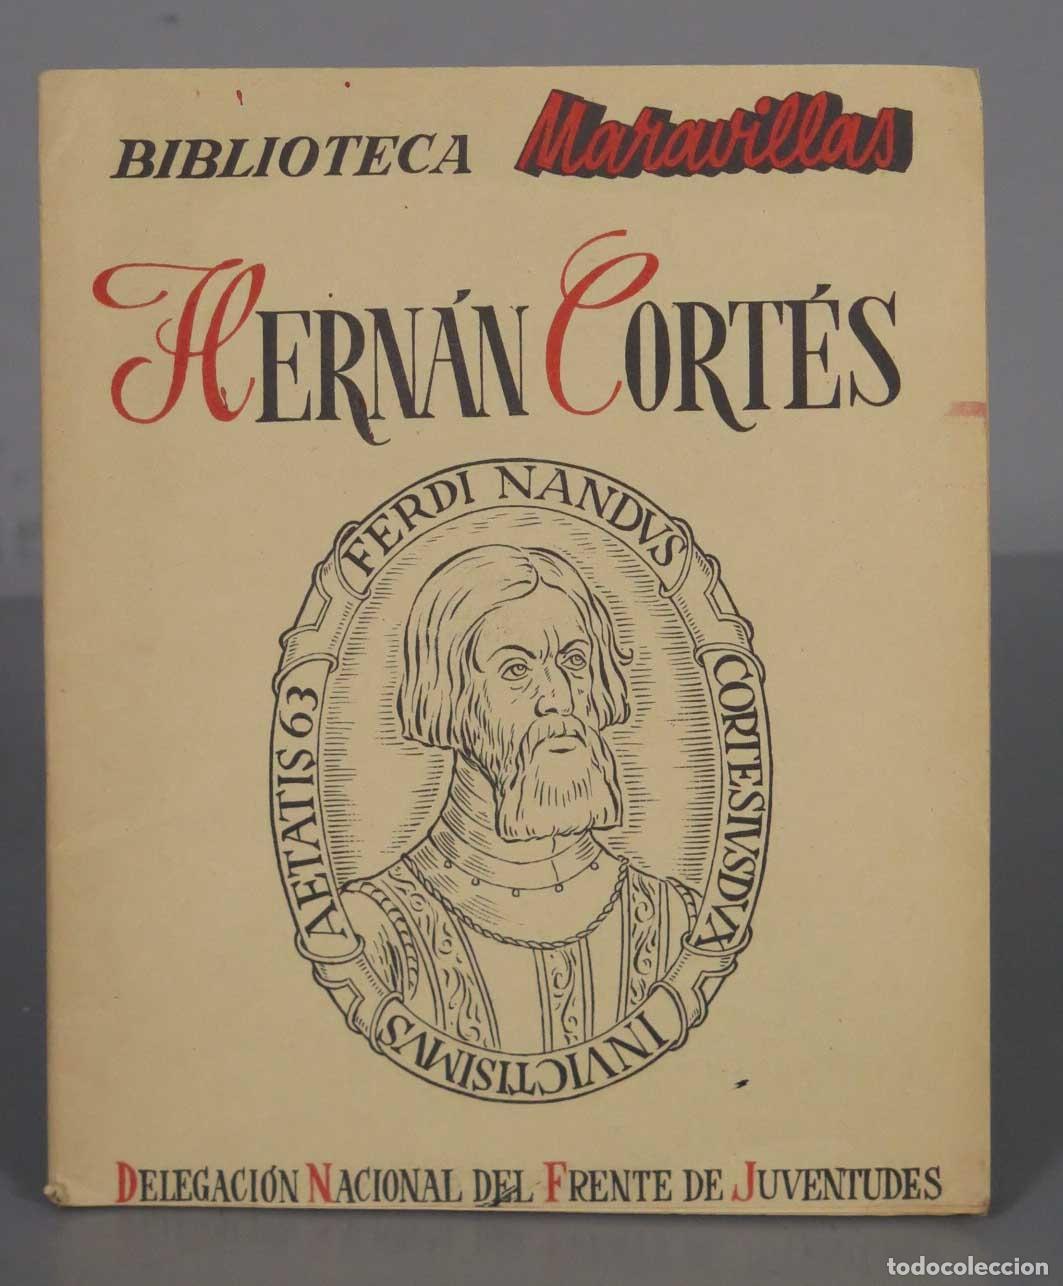 BIBLIOTECA Maravillas
HERNÁN CORTÉS
FERDI NANDVS
CORTESIVSDVX
INVICTISIMVS
AETATIS 63
DELEGACIÓN NACIONAL DEL FRENTE DE JUVENTUDES
todocoleccion